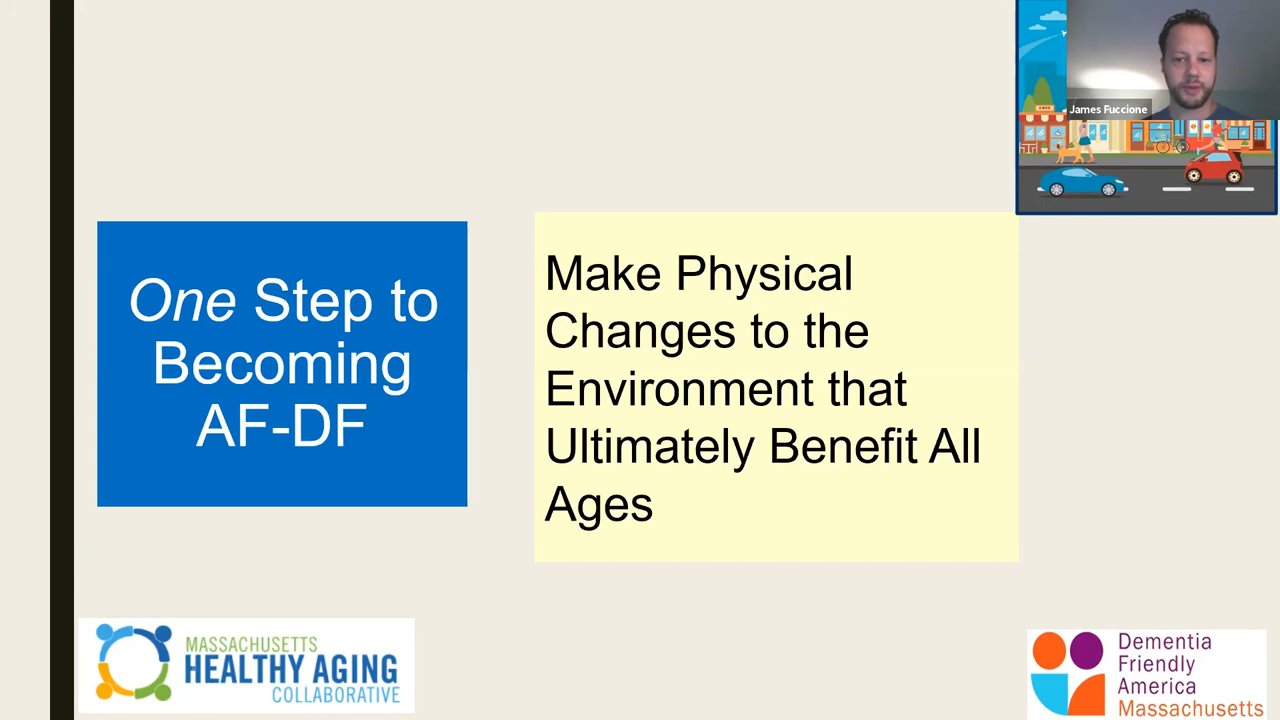 James Fuccione
One Step to
Becoming
AF-DF
Make Physical
Changes to the
Environment that
Ultimately Benefit All
Ages
MASSACHUSETTS
HEALTHY AGING
COLLABORATIVE
Dementia
Friendly
America
Massachusetts